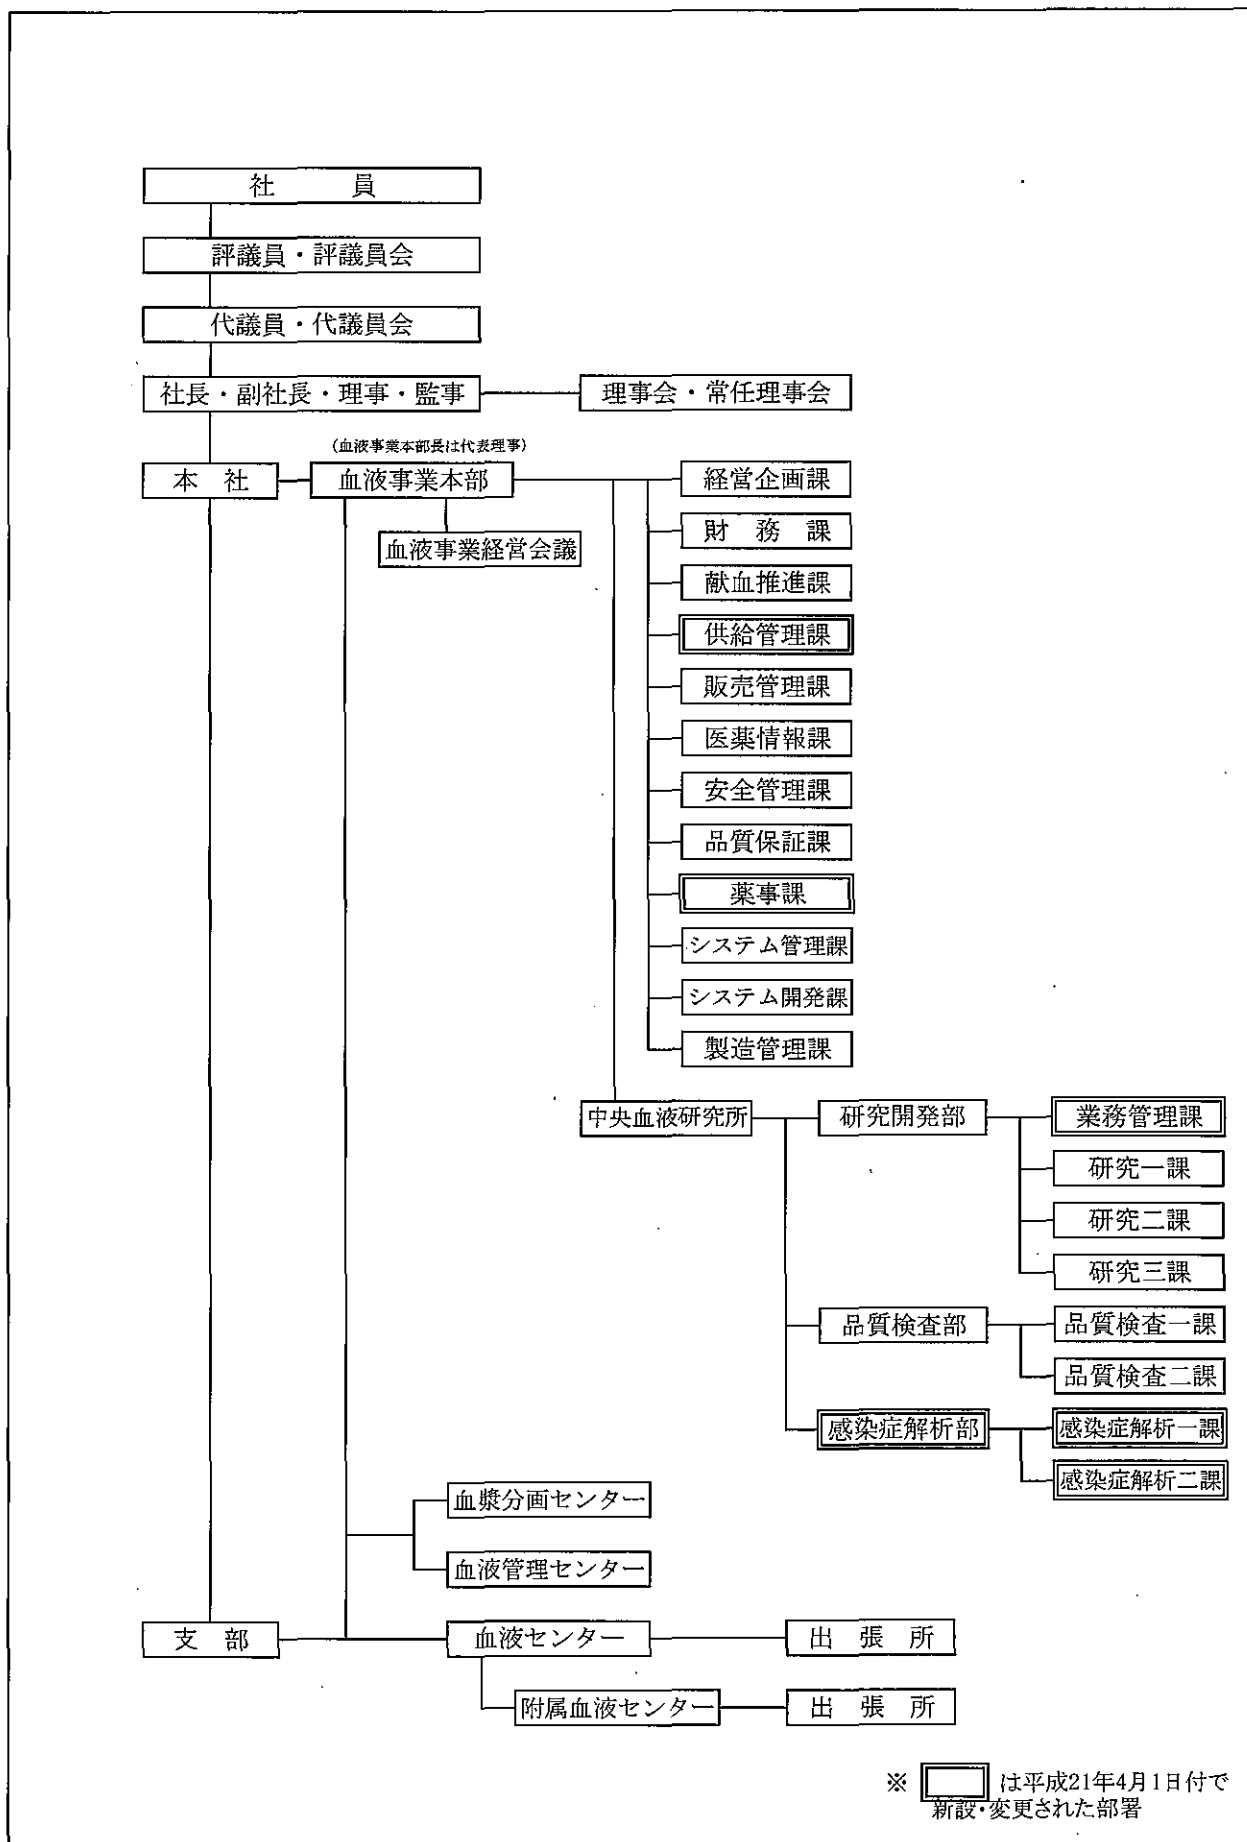 社　員
評議員・評議員会
代議員・代議員会
社長・副社長・理事・監事
理事会・常任理事会
(血液事業本部長は代表理事)
本　社
血液事業本部
経営企画課
血液事業経営会議
財　務　課
献血推進課
供給管理課
販売管理課
医薬情報課
安全管理課
品質保証課
薬事課
システム管理課
システム開発課
製造管理課
中央血液研究所
研究開発部
業務管理課
研究一課
研究二課
研究三課
品質検査部
品質検査一課
品質検査二課
感染症解析部
感染症解析一課
感染症解析二課
血漿分画センター
血液管理センター
支　部
血液センター
出　張　所
附属血液センター
出　張　所
※　は平成21年4月1日付で
新設・変更された部署